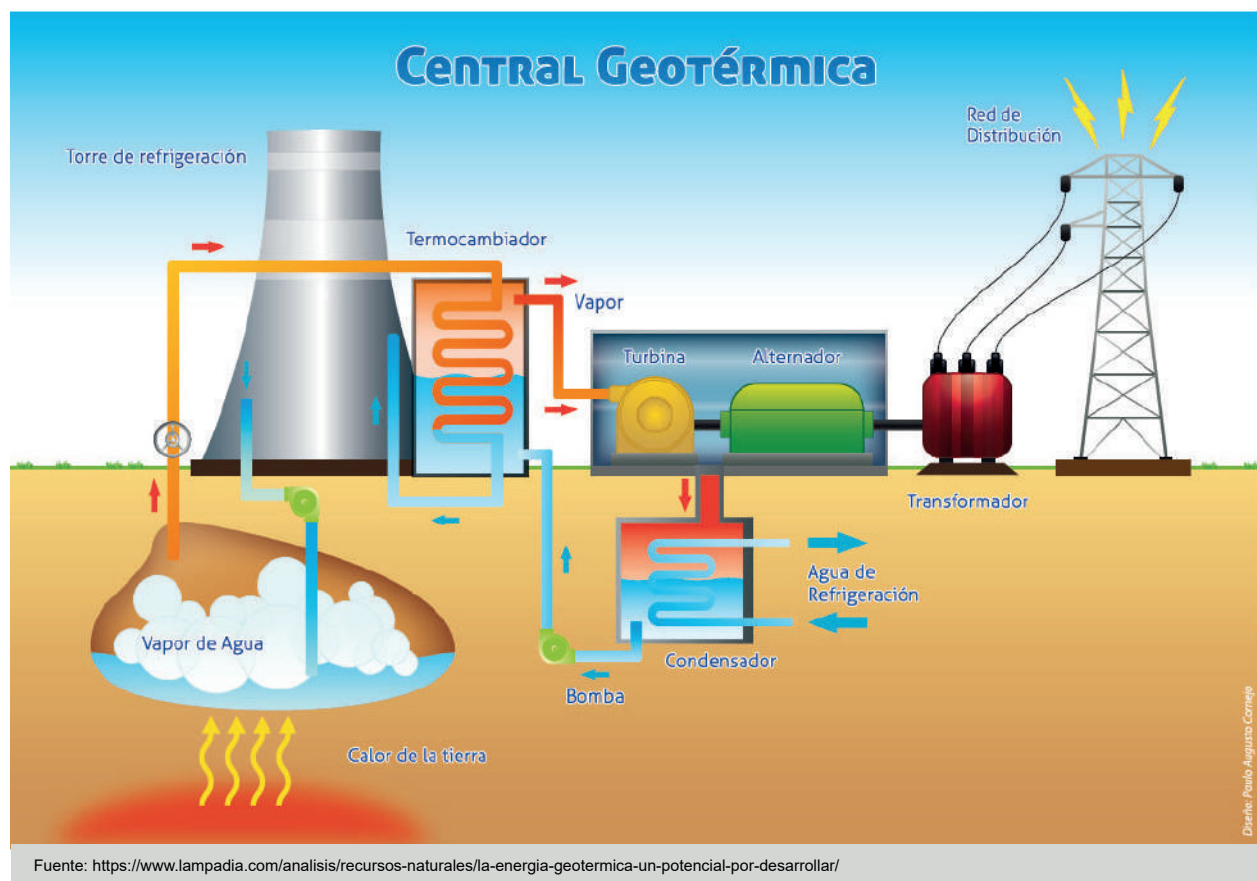 Central Geotérmica
Torre de refrigeración
Red de
Distribución
Termocambiador
Vapor
Turbina
Alternador
Transformador
Agua de
Refrigeración
Vapor de Agua
Condensador
Bomba
Calor de la tierra
Diseño: Paulo Augusto Cornejo
Fuente: https://www.lampadia.com/analisis/recursos-naturales/la-energia-geotermica-un-potencial-por-desarrollar/